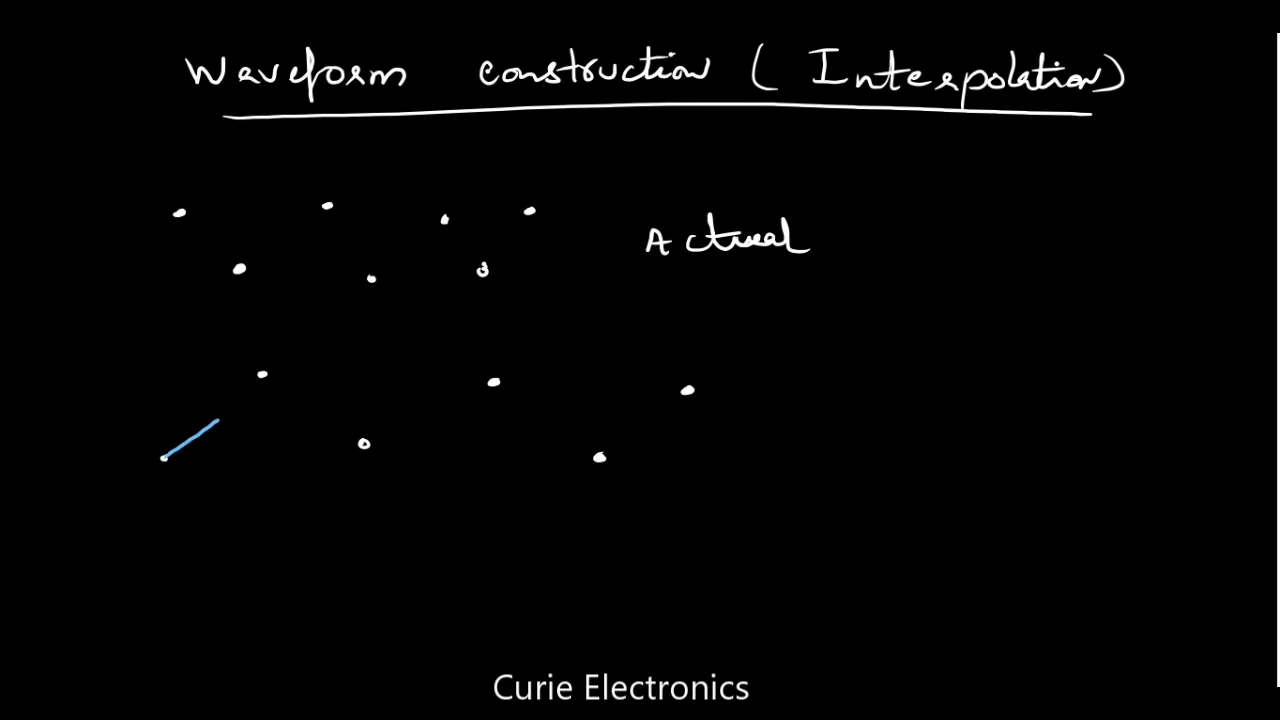 Waveform construction (Interpolation)
Actual
Curie Electronics